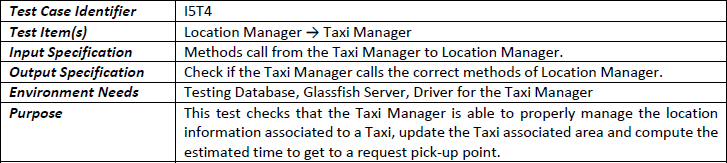 Test Case Identifier I5T4
Test Item(s) Location Manager → Taxi Manager
Input Specification Methods call from the Taxi Manager to Location Manager.
Output Specification Check if the Taxi Manager calls the correct methods of Location Manager.
Environment Needs Testing Database, Glassfish Server, Driver for the Taxi Manager
Purpose This test checks that the Taxi Manager is able to properly manage the location
information associated to a Taxi, update the Taxi associated area and compute the
estimated time to get to a request pick-up point.